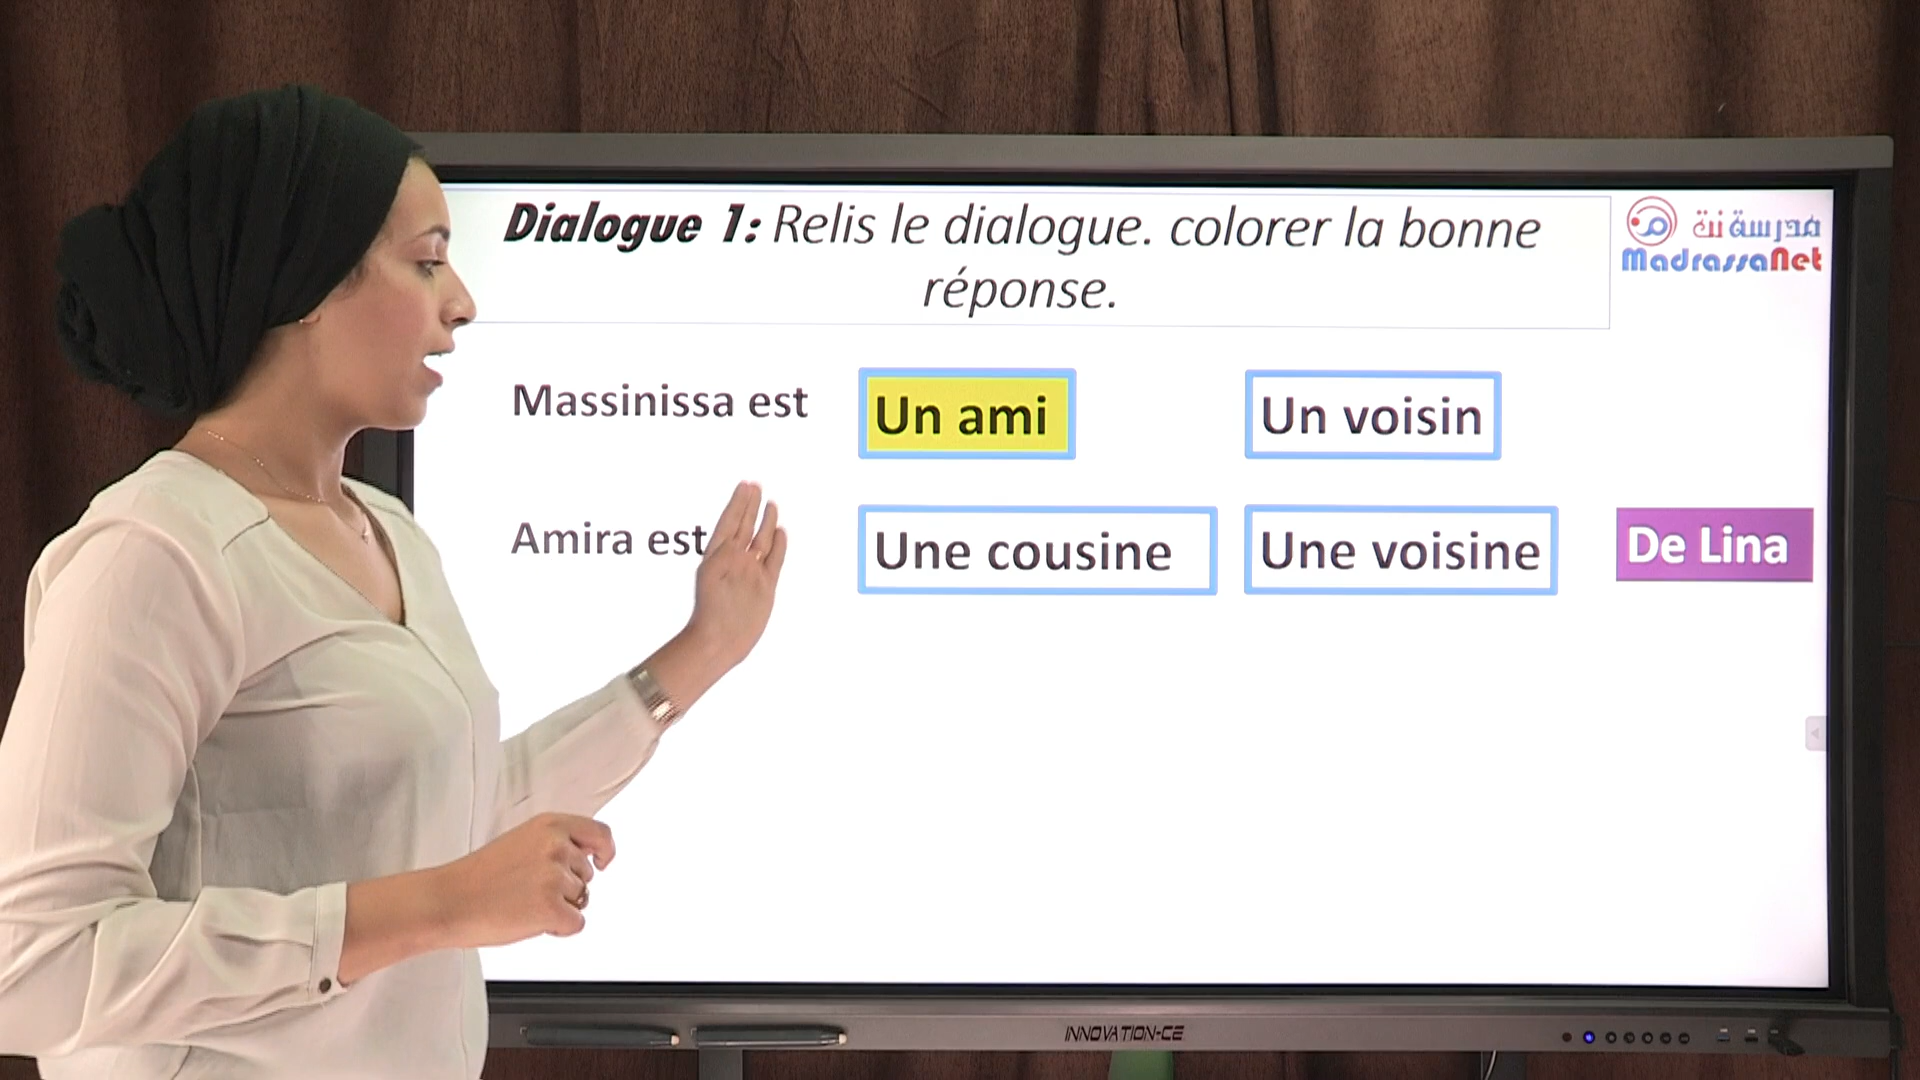 Dialogue 1: Relis le dialogue. colorer la bonne
réponse.
مدرسة نت
MadrassaNet
Massinissa est
Un ami
Un voisin
Amira est
Une cousine
Une voisine
De Lina
INNOVATION-CE